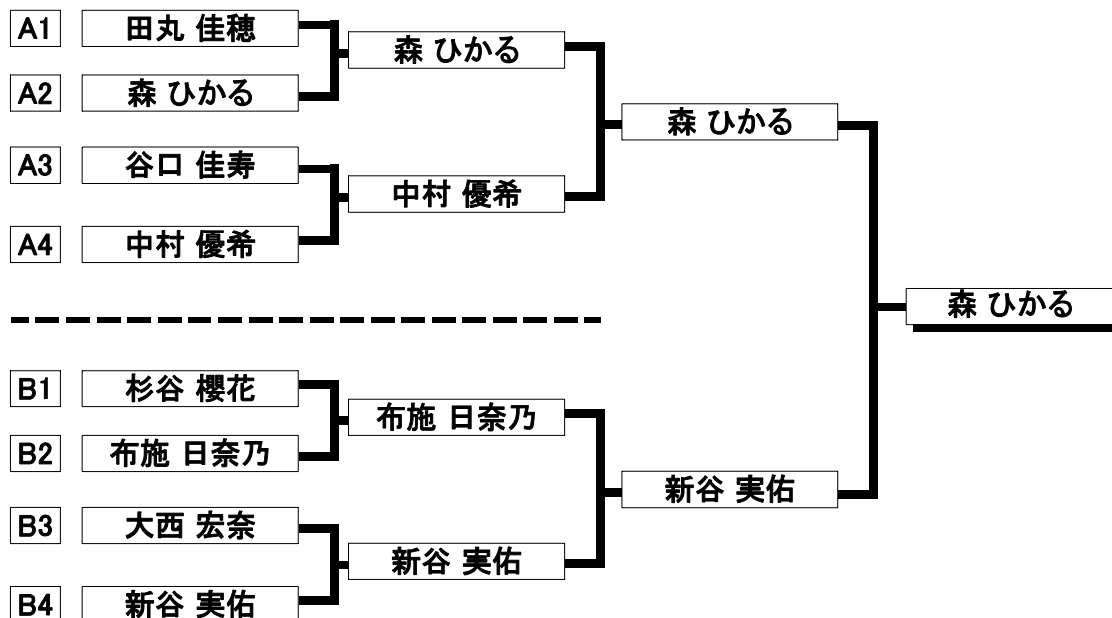 A1 田丸 佳穂
森 ひかる
A2 森 ひかる
森 ひかる
A3 谷口 佳寿
中村 優希
A4 中村 優希
森 ひかる
B1 杉谷 櫻花
布施 日奈乃
B2 布施 日奈乃
新谷 実佑
B3 大西 宏奈
新谷 実佑
B4 新谷 実佑